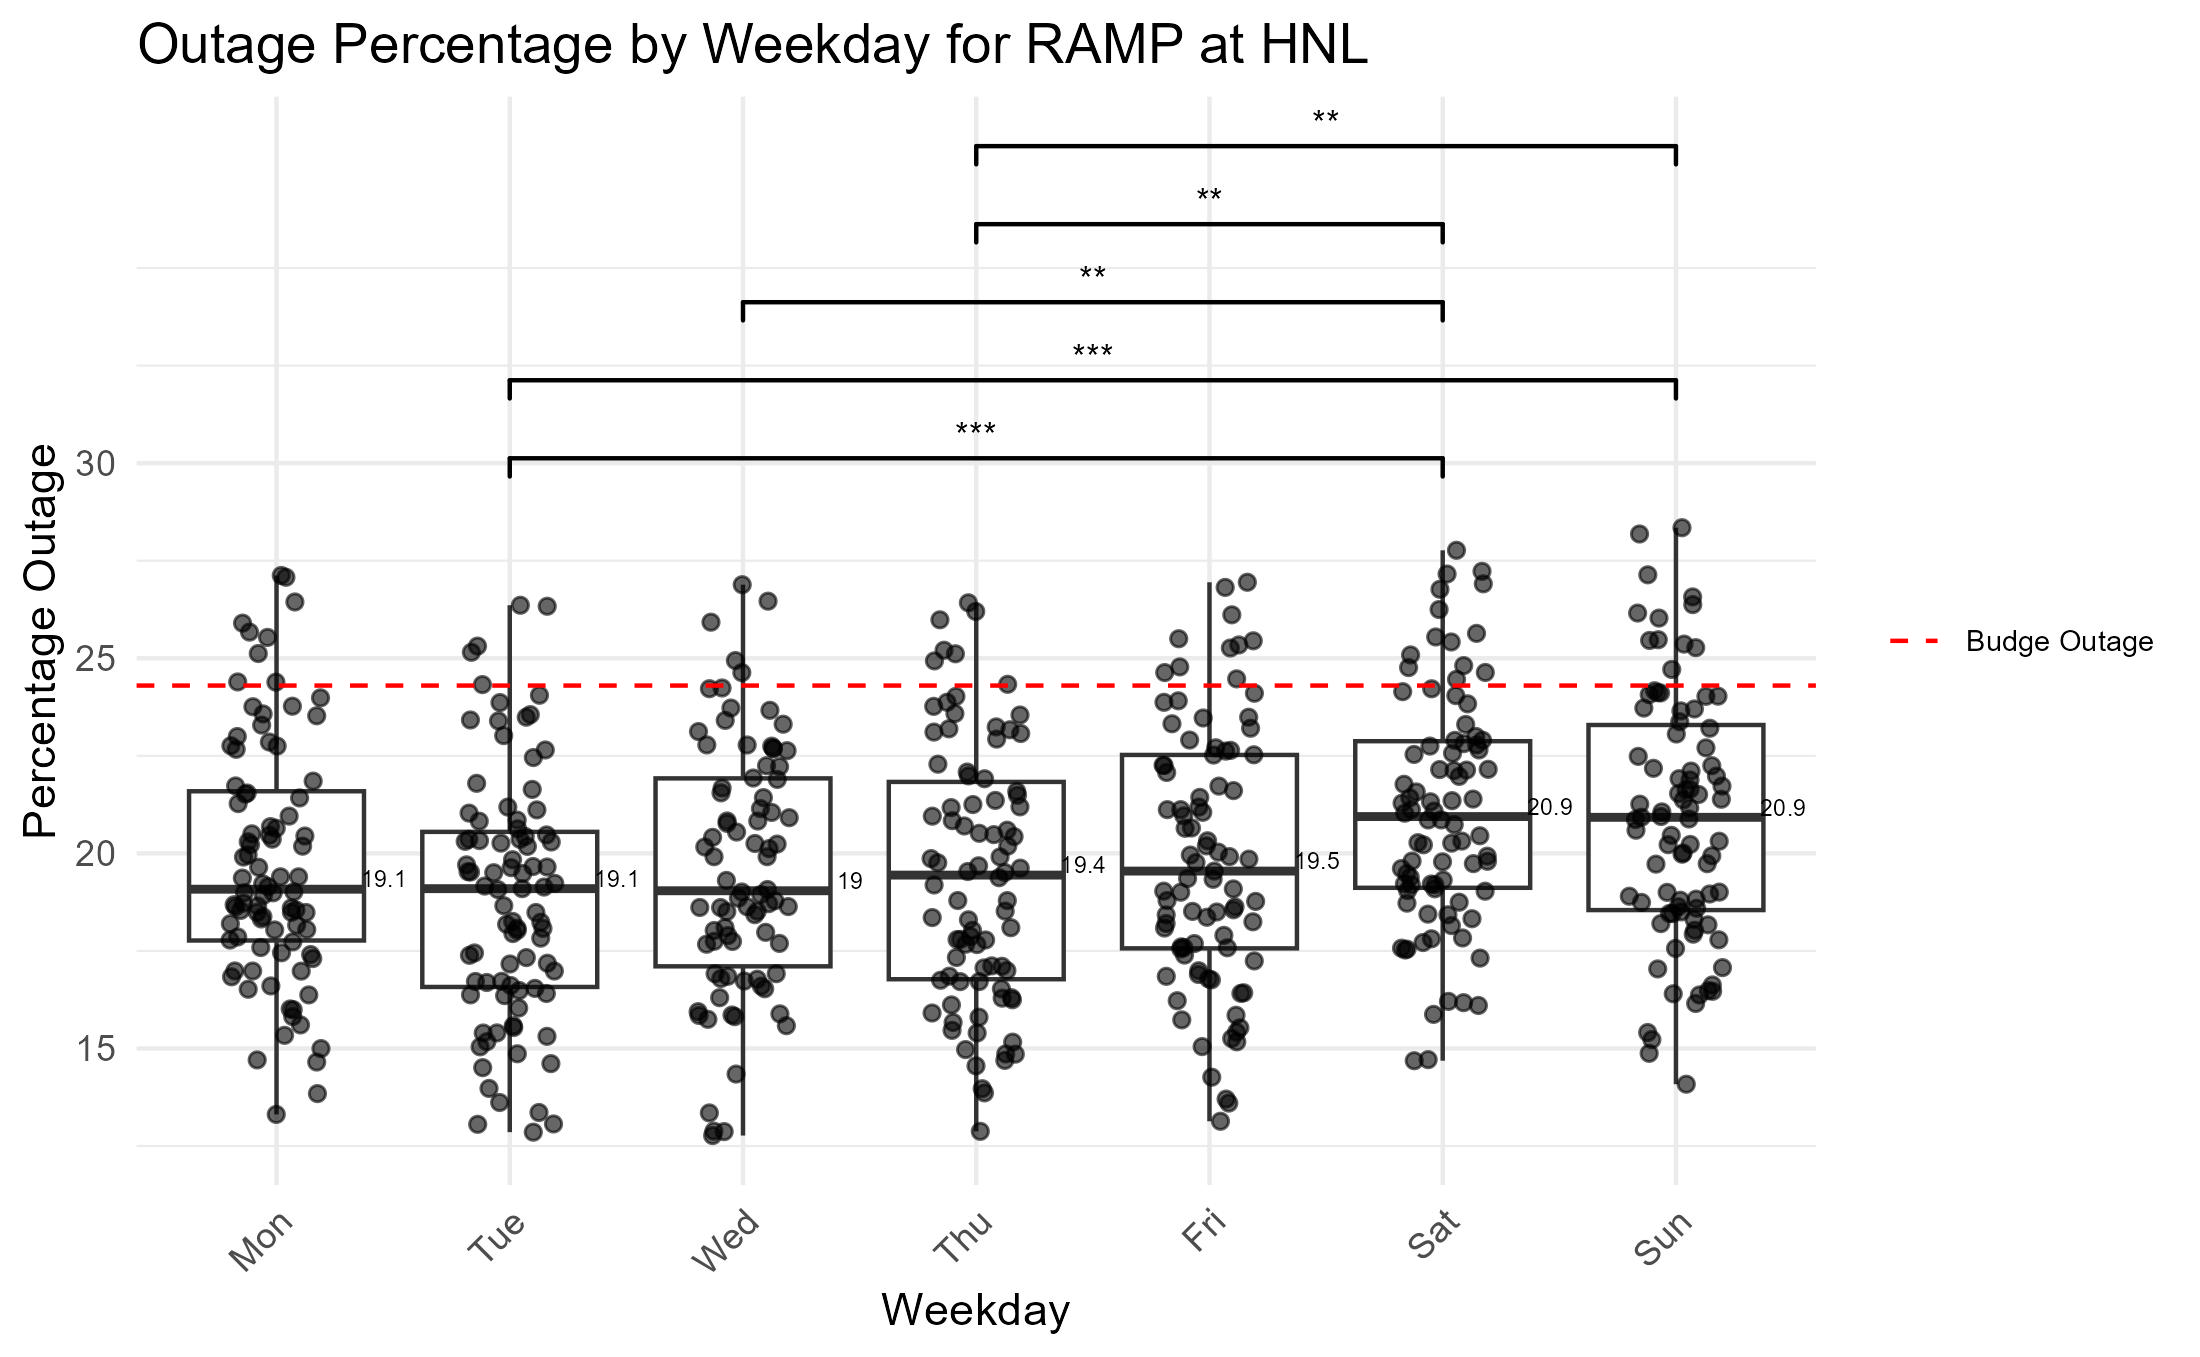 Outage Percentage by Weekday for RAMP at HNL
**
**
**
***
***
Percentage Outage
30
25
20
15
19.1
19.1
19
19.4
19.5
20.9
20.9
Budge Outage
Mon
Tue
Wed
Thu
Fri
Sat
Sun
Weekday